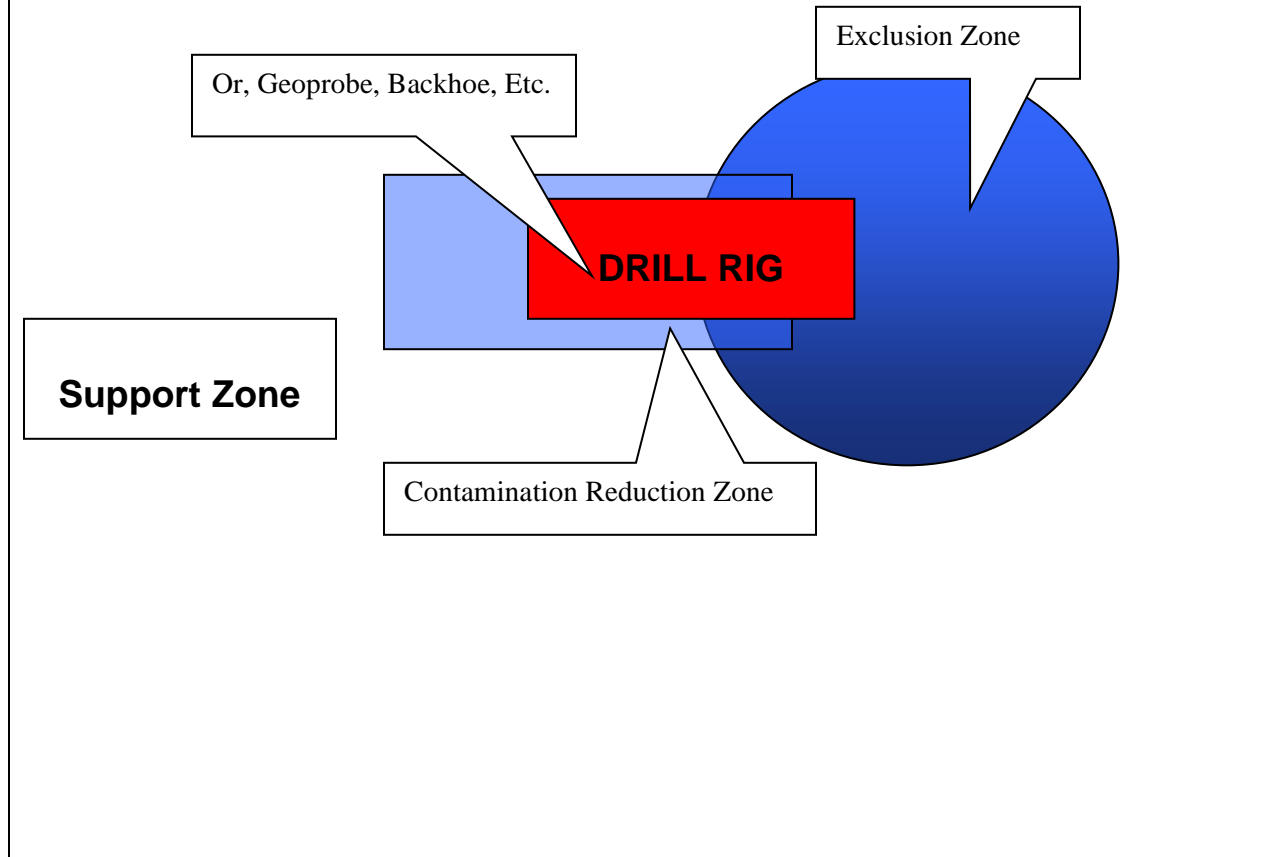 Exclusion Zone
Or, Geoprobe, Backhoe, Etc.
DRILL RIG
Support Zone
Contamination Reduction Zone